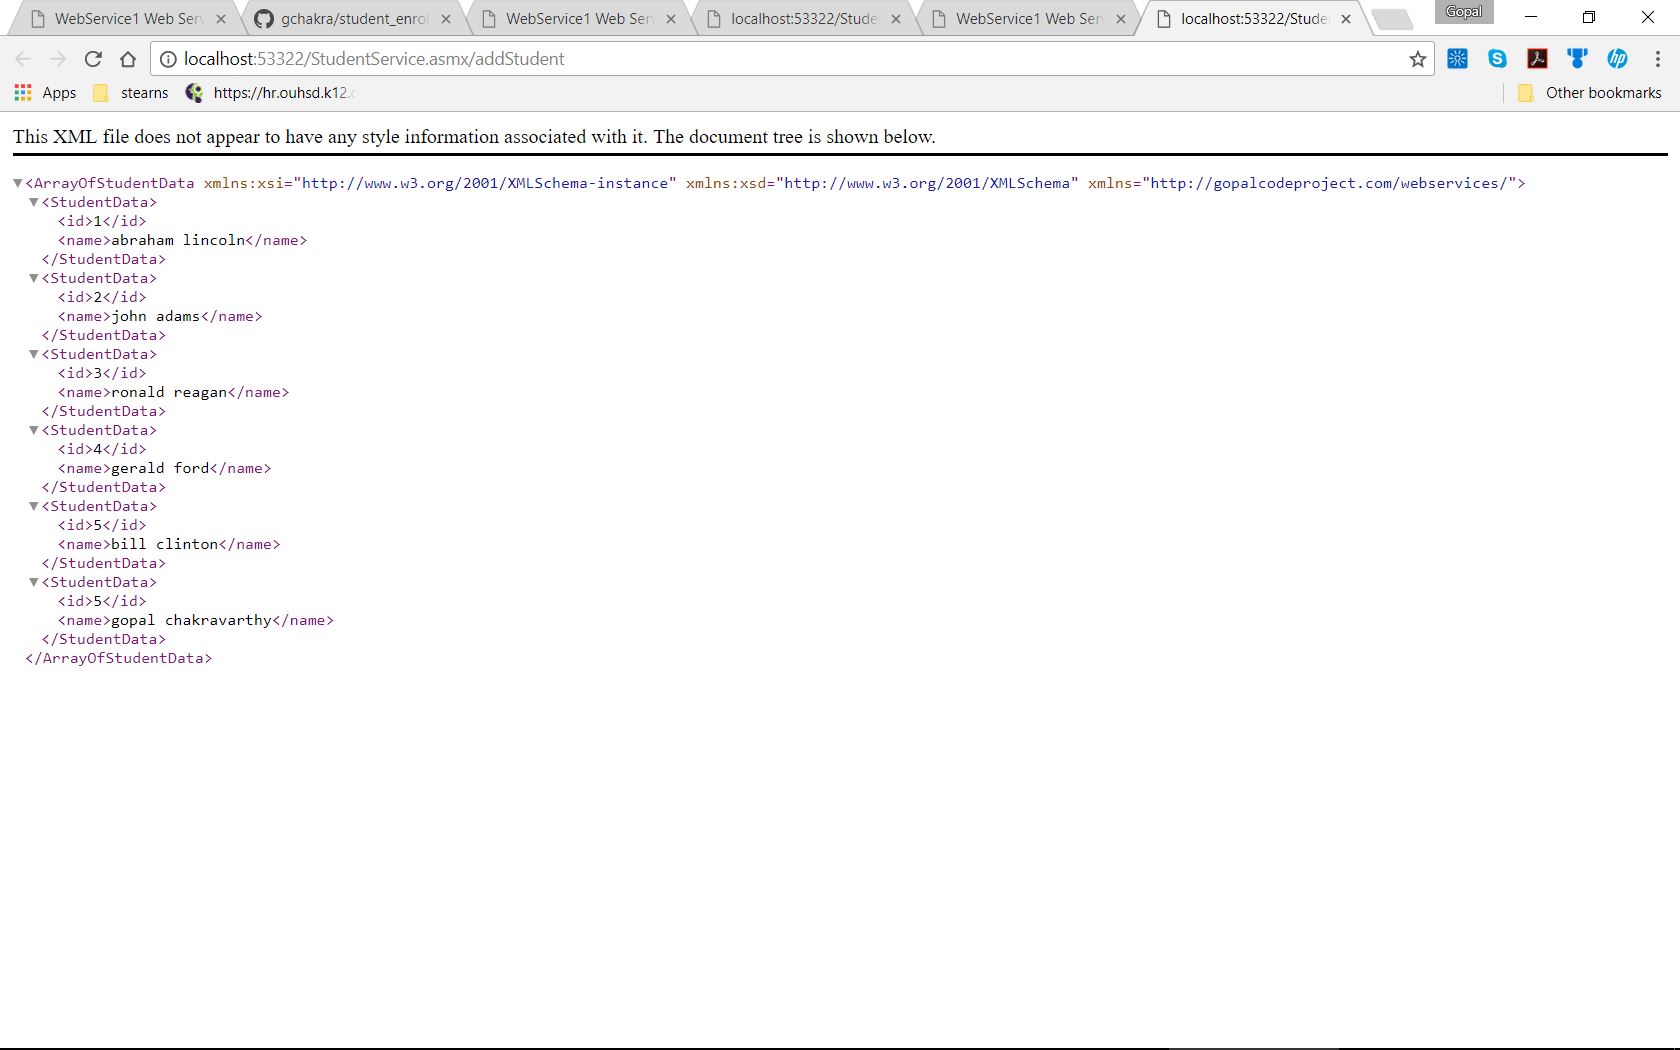 WebService1 Web Serv
gchakra/student_enrol
WebService1 Web Serv
localhost:53322/Stude
WebService1 Web Serv
localhost:53322/Stude
Gopal
localhost:53322/StudentService.asmx/addStudent
Apps
stearns
https://hr.ouhsd.k12.c
Other bookmarks
This XML file does not appear to have any style information associated with it. The document tree is shown below.
<ArrayOfStudentData xmlns:xsi="http://www.w3.org/2001/XMLSchema-instance" xmlns:xsd="http://www.w3.org/2001/XMLSchema" xmlns="http://gopalcodeproject.com/webservices/">
<StudentData>
<id>1</id>
<name>abraham lincoln</name>
</StudentData>
<StudentData>
<id>2</id>
<name>john adams</name>
</StudentData>
<StudentData>
<id>3</id>
<name>ronald reagan</name>
</StudentData>
<StudentData>
<id>4</id>
<name>gerald ford</name>
</StudentData>
<StudentData>
<id>5</id>
<name>bill clinton</name>
</StudentData>
<StudentData>
<id>5</id>
<name>gopal chakravarthy</name>
</StudentData>
</ArrayOfStudentData>